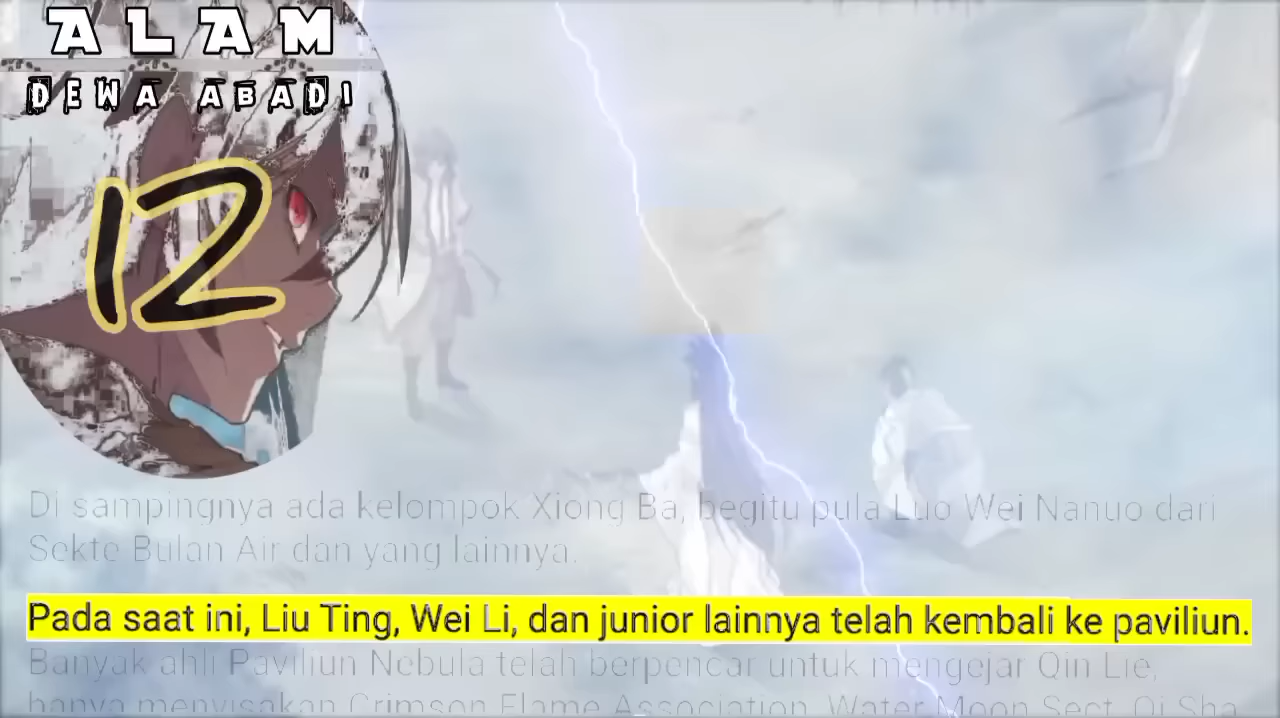 ALAM
DEWA ABADI
12
Di sampingnya ada kelompok Xiong Ba, begitu pula Luo Wei Nanuo dari
Sekte Bulan Air dan yang lainnya.
Pada saat ini, Liu Ting, Wei Li, dan junior lainnya telah kembali ke paviliun.
Banyak ahli Paviliun Nebula telah berpencar untuk mengejar Qin Lie,
hanya menyisakan Crimson Flame Association, Water Moon Sect, Qi Sha